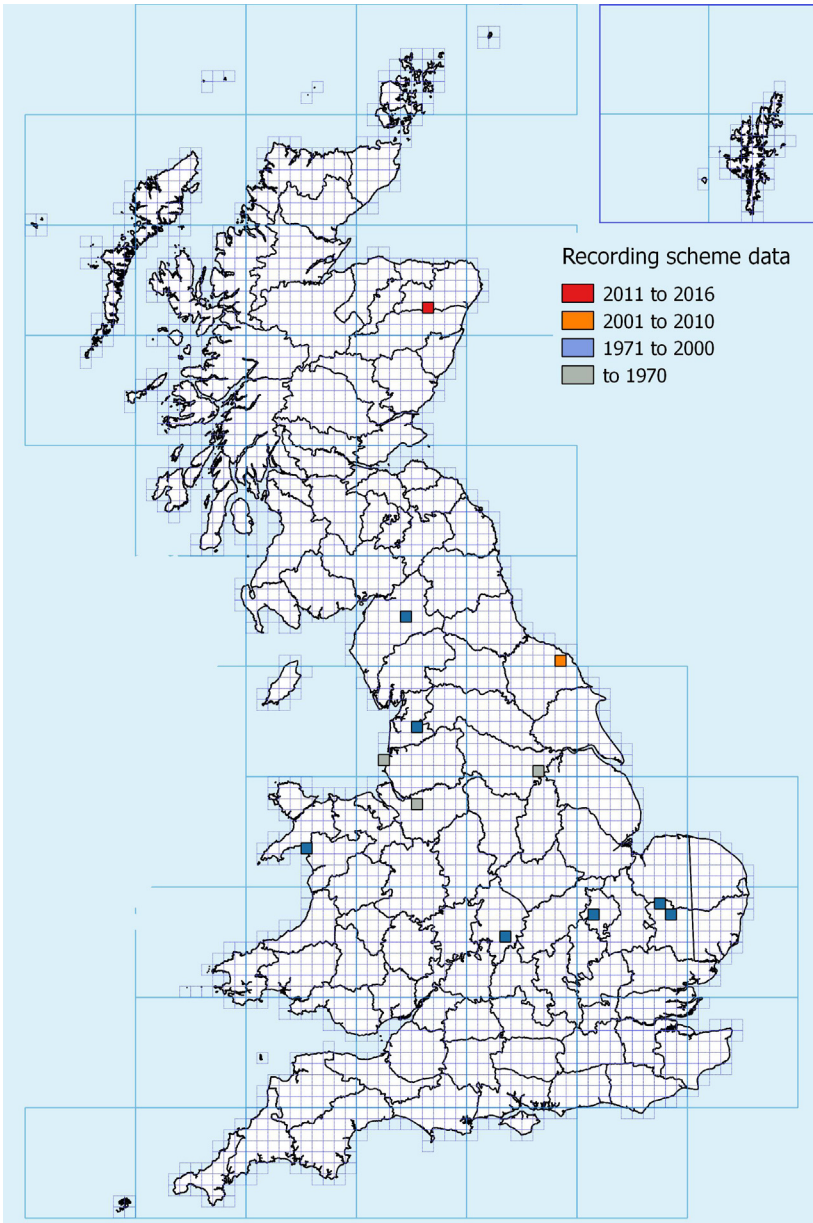 Recording scheme data
2011 to 2016
2001 to 2010
1971 to 2000
to 1970